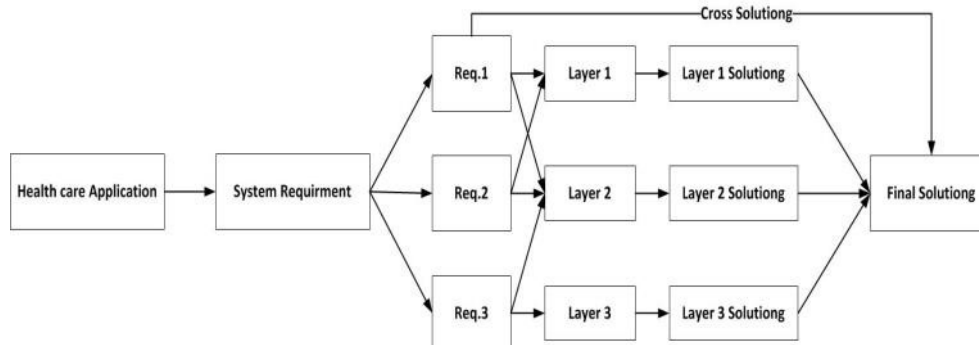 Cross Solutiong
Req.1
Layer 1
Layer 1 Solutiong
Health care Application
System Requirment
Req.2
Layer 2
Layer 2 Solutiong
Final Solutiong
Req.3
Layer 3
Layer 3 Solutiong